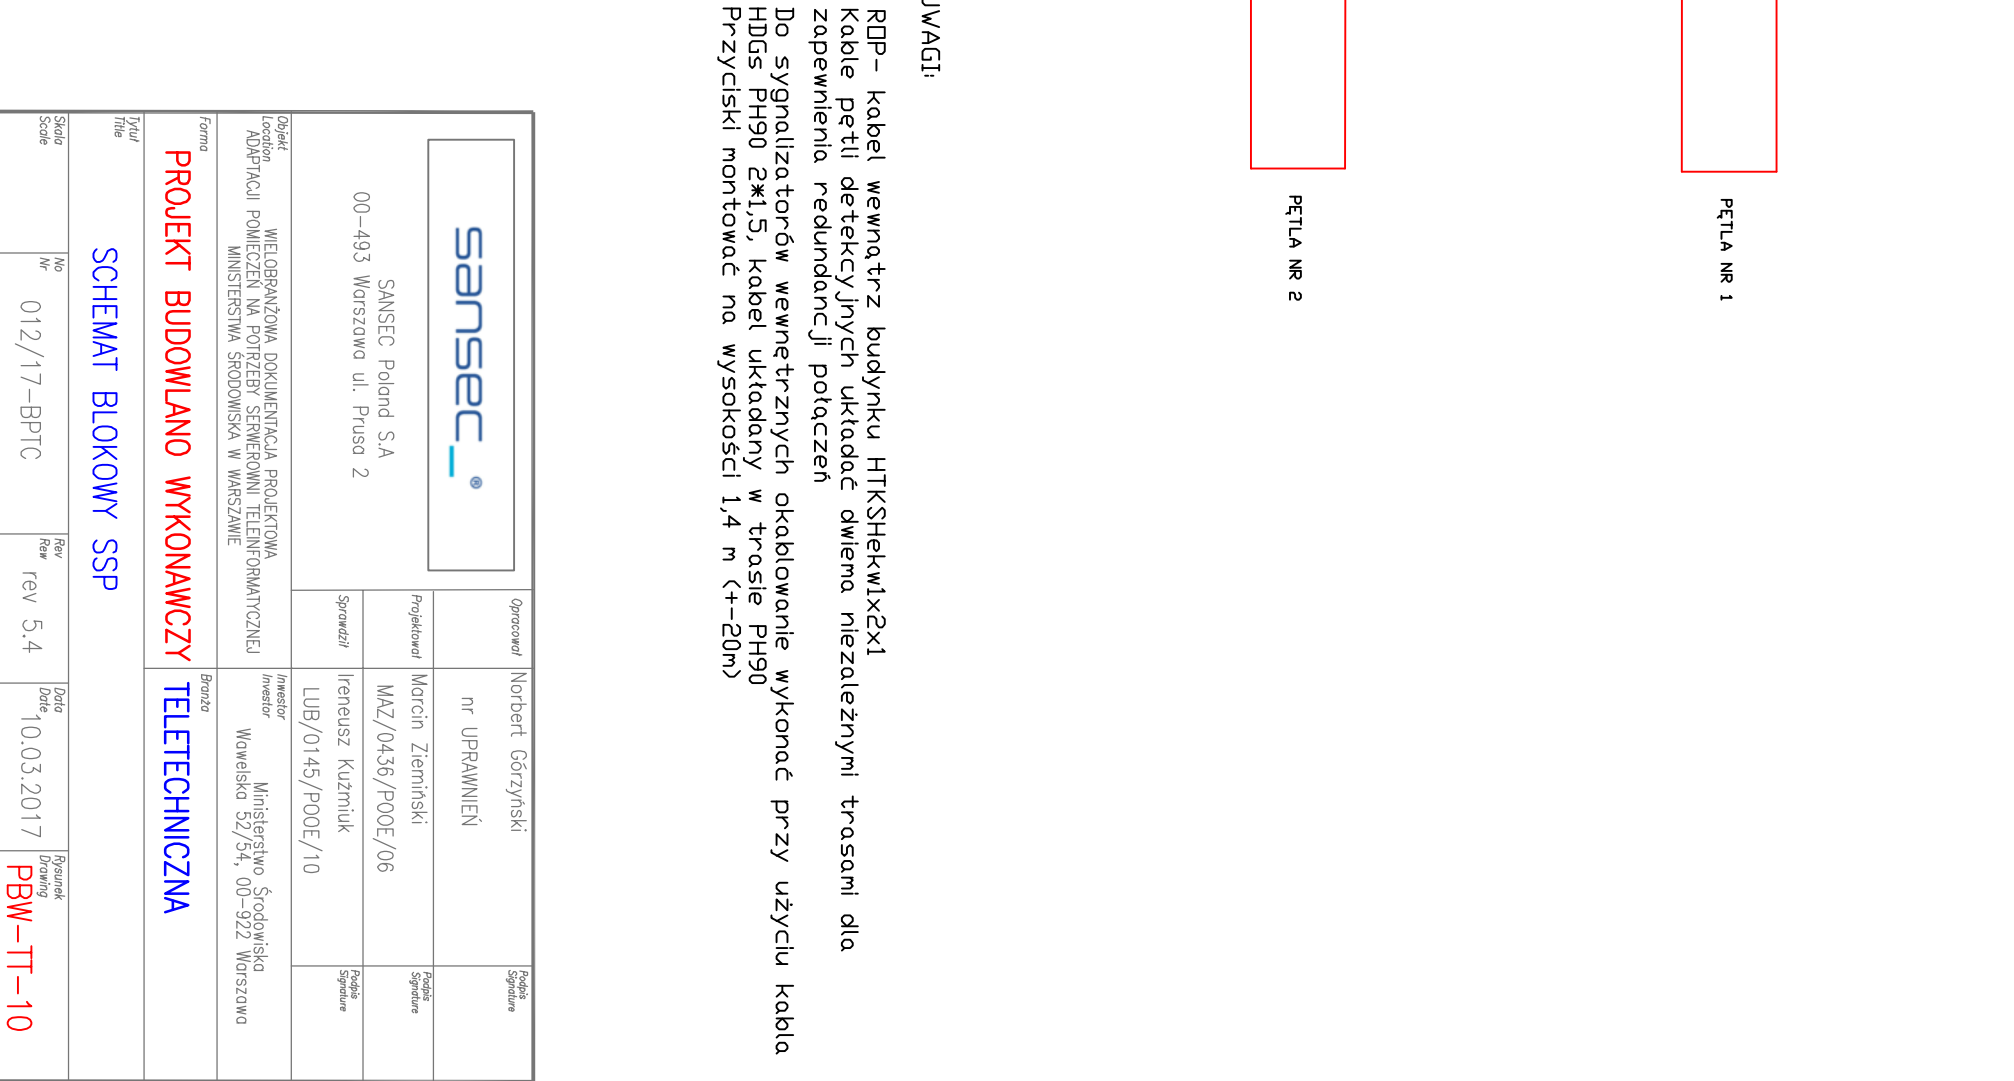 PĘTLA NR 1
PĘTLA NR 2
UWAGI:
ROP- kabel wewnątrz budynku HTKSHekw1x2x1
Kable pętli detekcyjnych układać dwiema niezależnymi trasami dla
zapewnienia redundancji połączeń
Do sygnalizatorów wewnętrznych okablowanie wykonać przy użyciu kabla
HDGs PH90 2*1,5, kabel układany w trasie PH90
Przyciski montować na wysokości 1,4 m (+-20m)
sansec_®
SANSEC Poland S.A
00-493 Warszawa ul. Prusa 2
Opracował
Norbert Górzyński
nr UPRAWNIEŃ
Podpis
Signature
Projektował
Marcin Ziemiński
MAZ/0436/POOE/06
Podpis
Signature
Sprawdził
Ireneusz Kuźmiuk
LUB/0145/POOE/10
Podpis
Signature
Objekt
Location
WIELOBRANŻOWA DOKUMENTACJA PROJEKTOWA
ADAPTACJI POMIECZEŃ NA POTRZEBY SERWEROWNI TELEINFORMATYCZNEJ
MINISTERSTWA ŚRODOWISKA W WARSZAWIE
Inwestor
Investor
Ministerstwo Środowiska
Wawelska 52/54, 00-922 Warszawa
Forma
PROJEKT BUDOWLANO WYKONAWCZY
Branża
TELETECHNICZNA
Tytuł
Title
SCHEMAT BLOKOWY SSP
Skala
Scale
No
Nr
012/17-BPTC
Rev
Rew
rev 5.4
Data
Date
10.03.2017
Rysunek
Drawing
PBW-TT-10